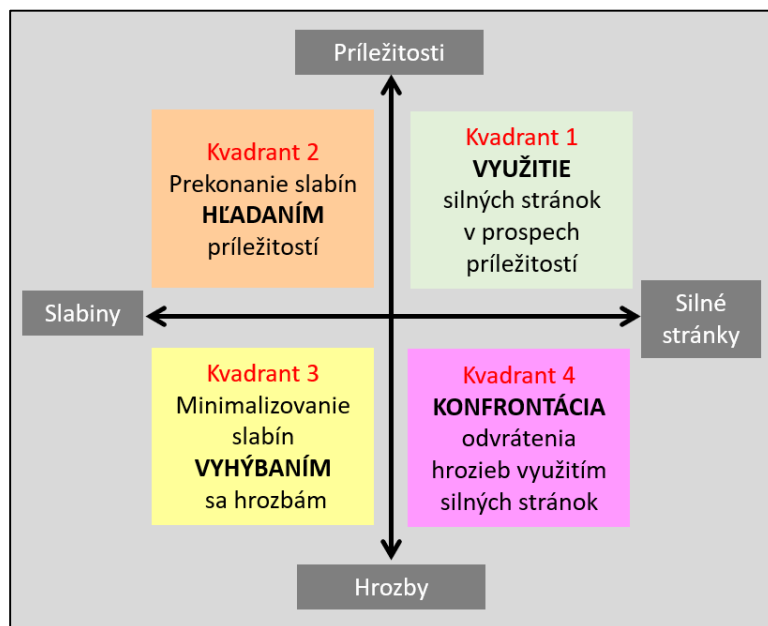 Príležitosti
Kvadrant 2
Prekonanie slabín
HĽADANÍM
príležitostí
Kvadrant 1
VYUŽITIE
silných stránok
v prospech
príležitostí
Slabiny
Silné
stránky
Kvadrant 3
Minimalizovanie
slabín
VYHÝBANÍM
sa hrozbám
Kvadrant 4
KONFRONTÁCIA
odvrátenia
hrozieb využitím
silných stránok
Hrozby